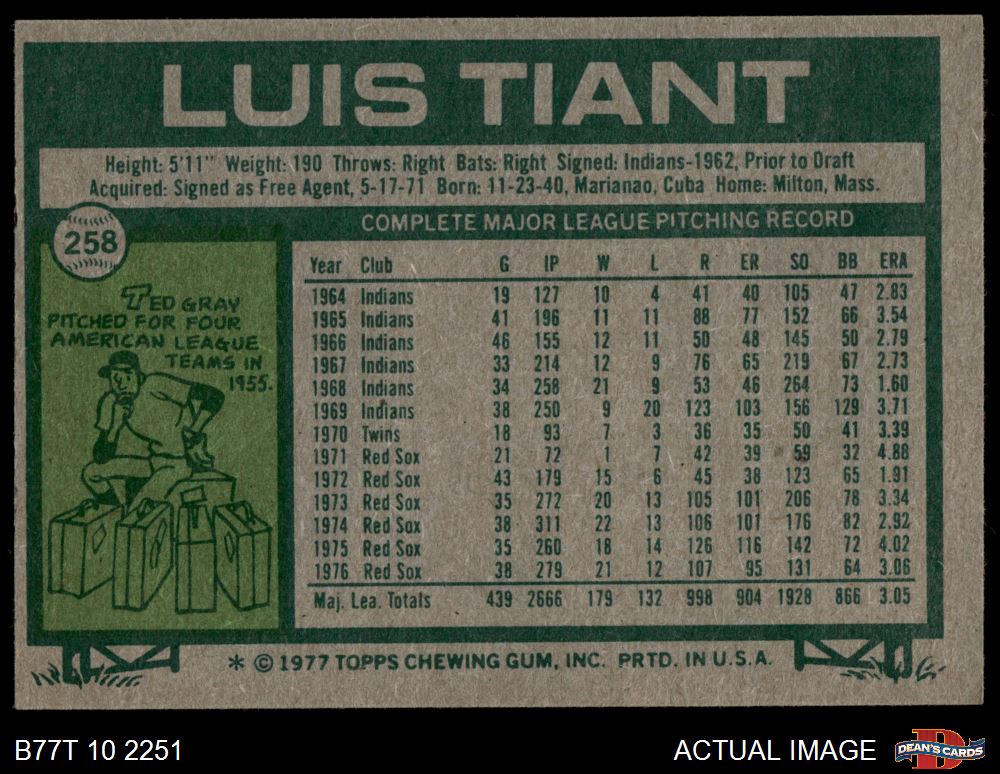 LUIS TIANT
Height: 5'11" Weight: 190 Throws: Right Bats: Right Signed: Indians-1962, Prior to Draft
Acquired: Signed as Free Agent, 5-17-71 Born: 11-23-40, Marianao, Cuba Home: Milton, Mass.
258
TED GRAY
PITCHED FOR FOUR
AMERICAN LEAGUE
TEAMS IN
1955.
COMPLETE MAJOR LEAGUE PITCHING RECORD
Year Club G IP W L R ER SO BB ERA
1964 Indians 19 127 10 4 41 40 105 47 2.83
1965 Indians 41 196 11 11 88 77 152 66 3.54
1966 Indians 46 155 12 11 50 48 145 50 2.79
1967 Indians 33 214 12 9 76 65 219 67 2.73
1968 Indians 34 258 21 9 53 46 264 73 1.60
1969 Indians 38 250 9 20 123 103 156 129 3.71
1970 Twins 18 93 7 3 36 35 50 41 3.39
1971 Red Sox 21 72 1 7 42 39 59 32 4.88
1972 Red Sox 43 179 15 6 45 38 123 65 1.91
1973 Red Sox 35 272 20 13 105 101 206 78 3.34
1974 Red Sox 38 311 22 13 106 101 176 82 2.92
1975 Red Sox 35 260 18 14 126 116 142 72 4.02
1976 Red Sox 38 279 21 12 107 95 131 64 3.06
Maj. Lea. Totals 439 2666 179 132 998 904 1928 866 3.05
* © 1977 TOPPS CHEWING GUM, INC. PRTD. IN U.S.A.
B77T 10 2251
ACTUAL IMAGE
D
DEAN'S CARDS